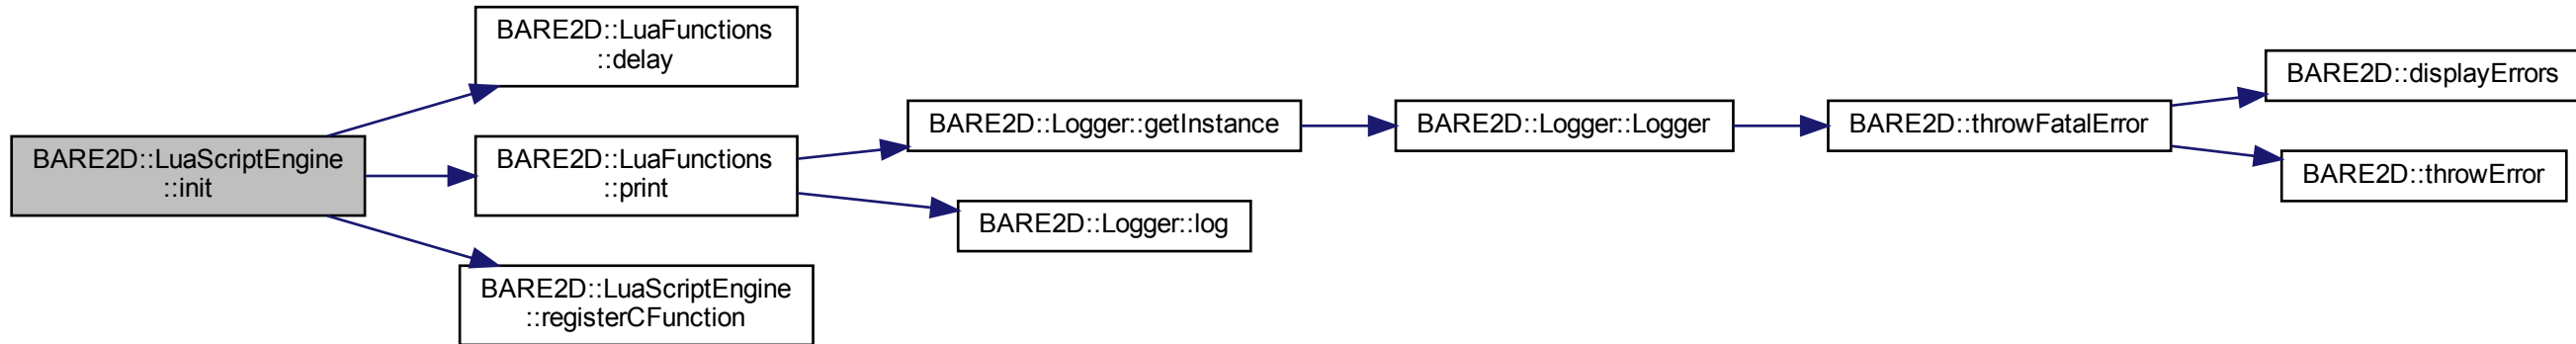 BARE2D::LuaScriptEngine
::init
BARE2D::LuaFunctions
::delay
BARE2D::LuaFunctions
::print
BARE2D::LuaScriptEngine
::registerCFunction
BARE2D::Logger::getInstance
BARE2D::Logger::log
BARE2D::Logger::Logger
BARE2D::throwFatalError
BARE2D::displayErrors
BARE2D::throwError